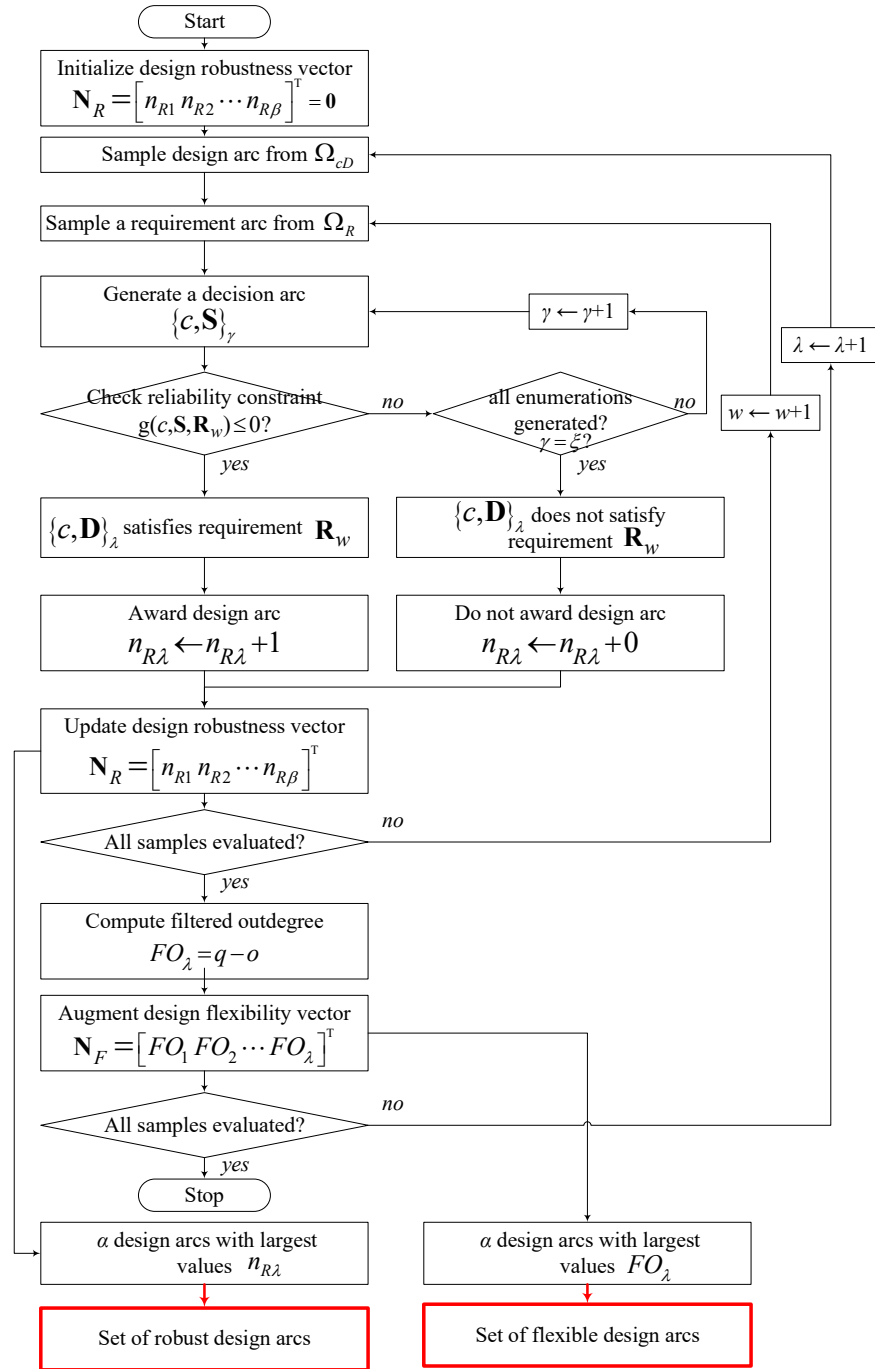 Start
Initialize design robustness vector
N_R = [n_R1 n_R2 ⋯ n_Rβ]^T = 0
Sample design arc from Ω_cD
Sample a requirement arc from Ω_R
Generate a decision arc
{c,S}_γ
γ ← γ+1
λ ← λ+1
w ← w+1
Check reliability constraint
g(c,S,R_w) ≤ 0?
no
all enumerations
generated?
γ = ξ?
no
yes
yes
{c,D}_λ satisfies requirement R_w
{c,D}_λ does not satisfy
requirement R_w
Award design arc
n_Rλ ← n_Rλ +1
Do not award design arc
n_Rλ ← n_Rλ +0
Update design robustness vector
N_R = [n_R1 n_R2 ⋯ n_Rβ]^T
All samples evaluated?
no
yes
Compute filtered outdegree
FO_λ = q − o
Augment design flexibility vector
N_F = [FO_1 FO_2 ⋯ FO_λ]^T
All samples evaluated?
no
yes
Stop
α design arcs with largest
values n_Rλ
α design arcs with largest
values FO_λ
Set of robust design arcs
Set of flexible design arcs